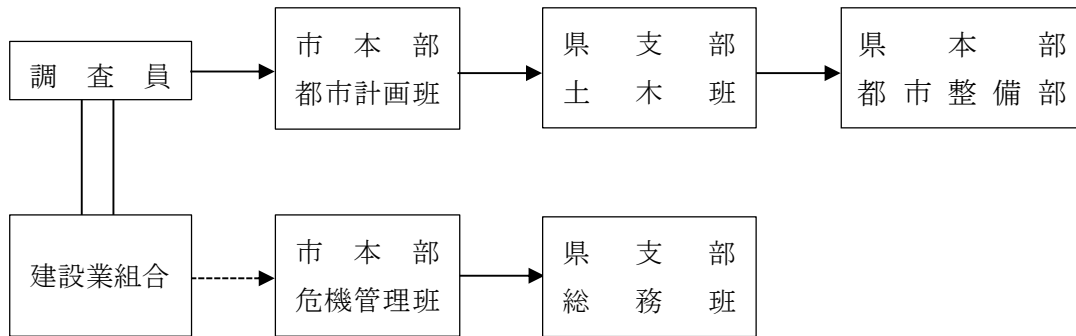 調査員
市本部
都市計画班
県支部
土木班
県本部
都市整備部
建設業組合
市本部
危機管理班
県支部
総務班